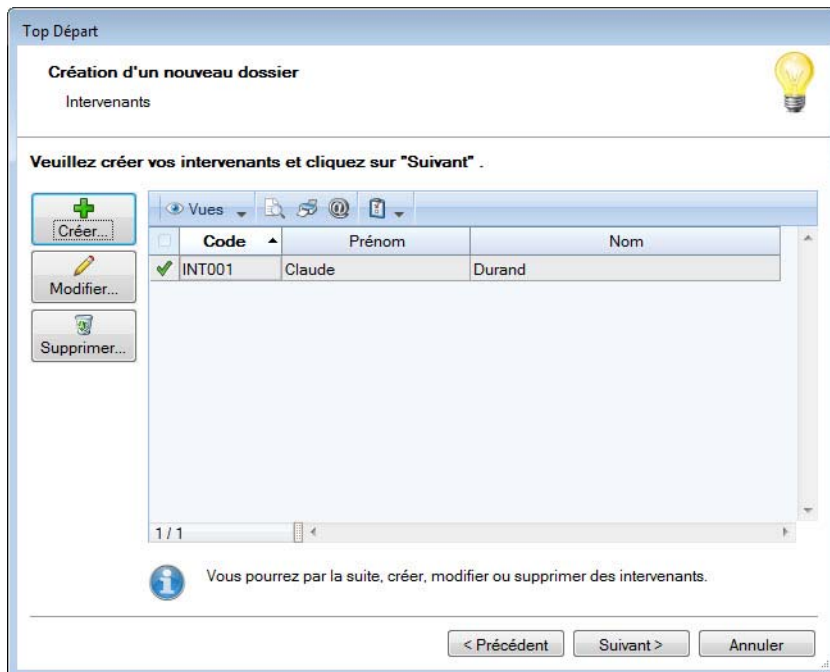 Top Départ
Création d'un nouveau dossier
Intervenants
Veuillez créer vos intervenants et cliquez sur "Suivant" .
Créer...
Modifier...
Supprimer...
Vues
Code Prénom Nom
INT001 Claude Durand
1 / 1
Vous pourrez par la suite, créer, modifier ou supprimer des intervenants.
< Précédent Suivant > Annuler